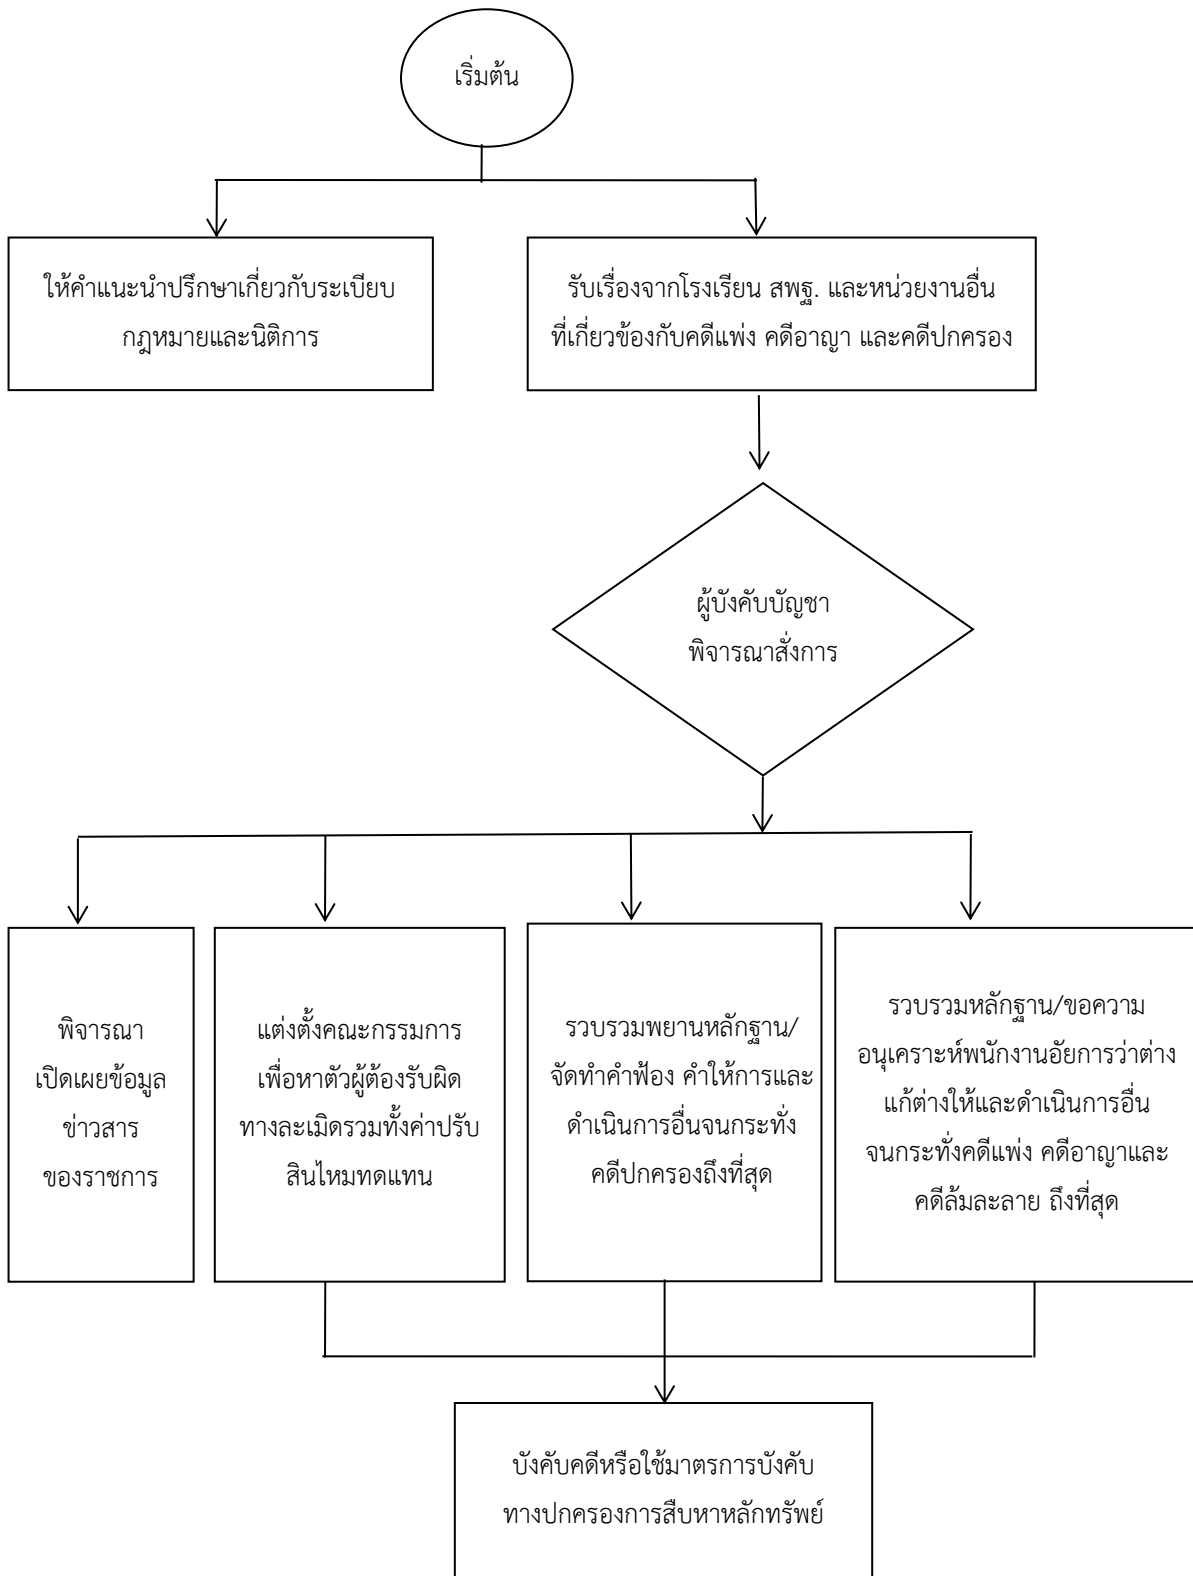 เริ่มต้น
ให้คำแนะนำปรึกษาเกี่ยวกับระเบียบ
กฎหมายและนิติการ
รับเรื่องจากโรงเรียน สพฐ. และหน่วยงานอื่น
ที่เกี่ยวข้องกับคดีแพ่ง คดีอาญา และคดีปกครอง
ผู้บังคับบัญชา
พิจารณาสั่งการ
พิจารณา
เปิดเผยข้อมูล
ข่าวสาร
ของราชการ
แต่งตั้งคณะกรรมการ
เพื่อหาตัวผู้ต้องรับผิด
ทางละเมิดรวมทั้งค่าปรับ
สินไหมทดแทน
รวบรวมพยานหลักฐาน/
จัดทำคำฟ้อง คำให้การและ
ดำเนินการอื่นจนกระทั่ง
คดีปกครองถึงที่สุด
รวบรวมหลักฐาน/ขอความ
อนุเคราะห์พนักงานอัยการว่าต่าง
แก้ต่างให้และดำเนินการอื่น
จนกระทั่งคดีแพ่ง คดีอาญาและ
คดีล้มละลาย ถึงที่สุด
บังคับคดีหรือใช้มาตรการบังคับ
ทางปกครองการสืบหาหลักทรัพย์